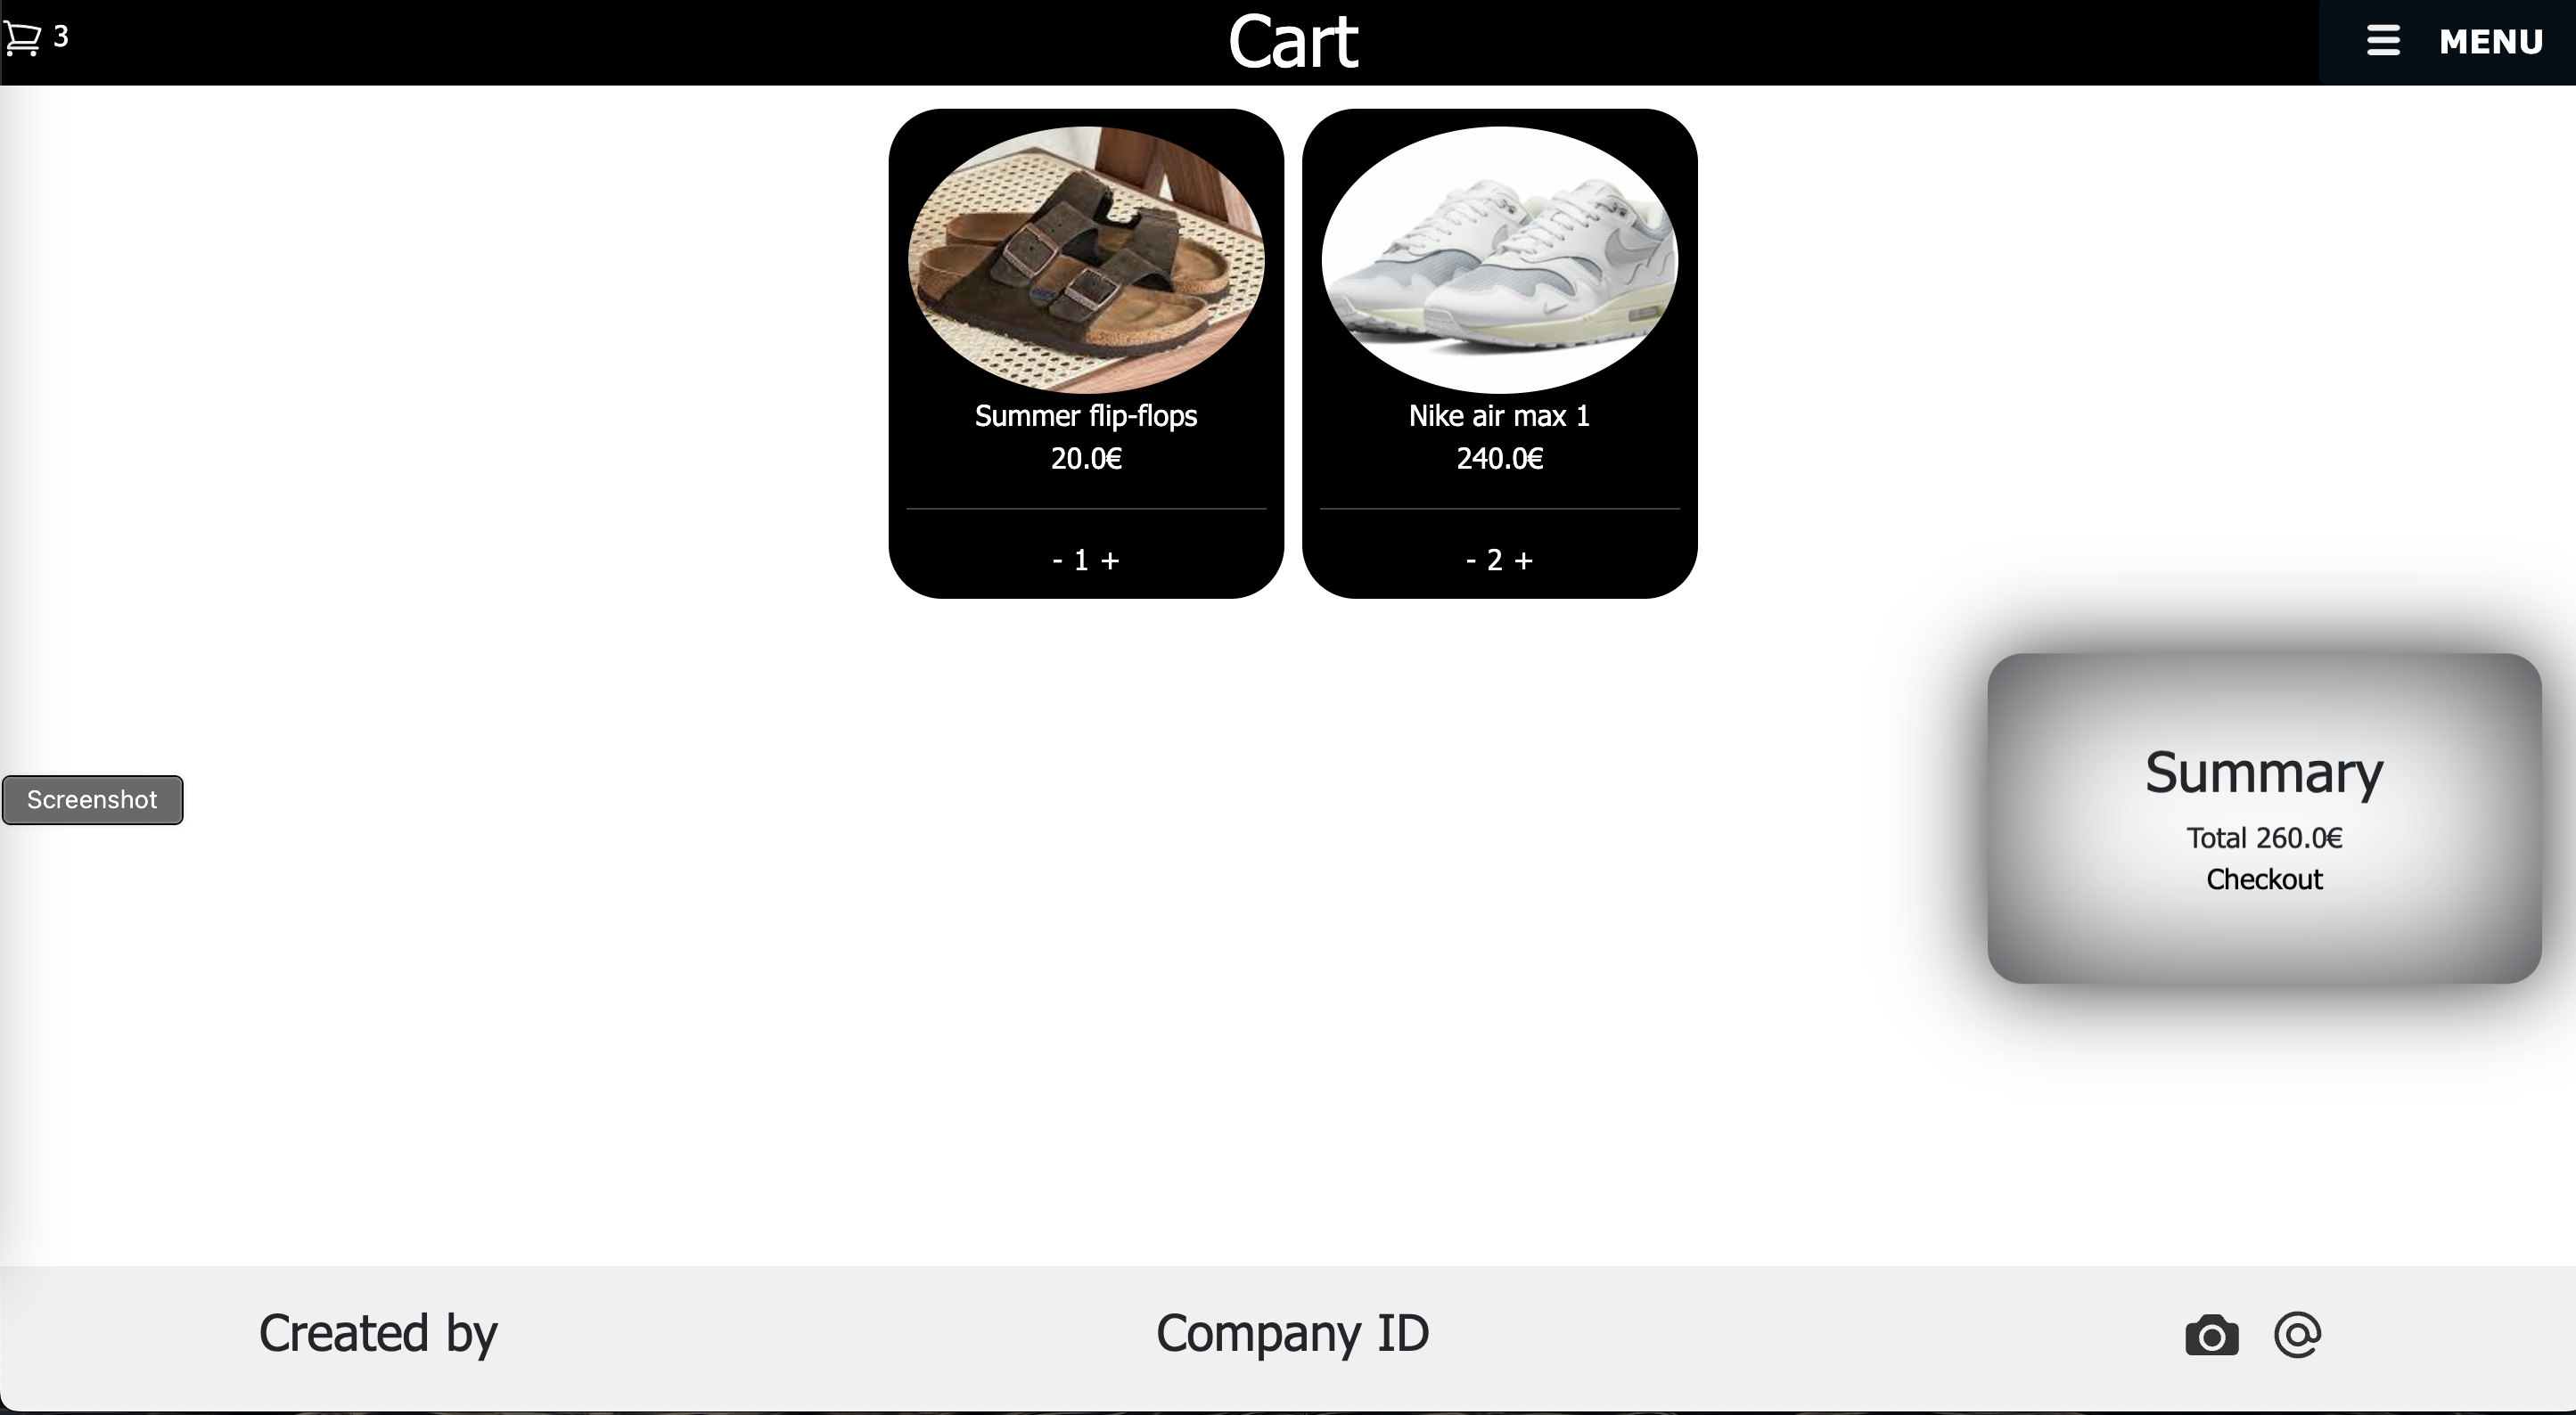 3
Cart
MENU
Summer flip-flops
20.0€
- 1 +
Nike air max 1
240.0€
- 2 +
Screenshot
Summary
Total 260.0€
Checkout
Created by
Company ID